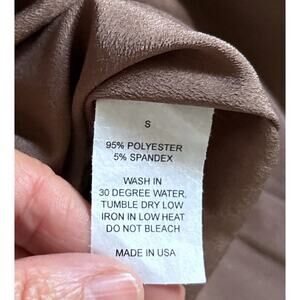 S
95% POLYESTER
5% SPANDEX
WASH IN
30 DEGREE WATER,
TUMBLE DRY LOW
IRON IN LOW HEAT
DO NOT BLEACH
MADE IN USA